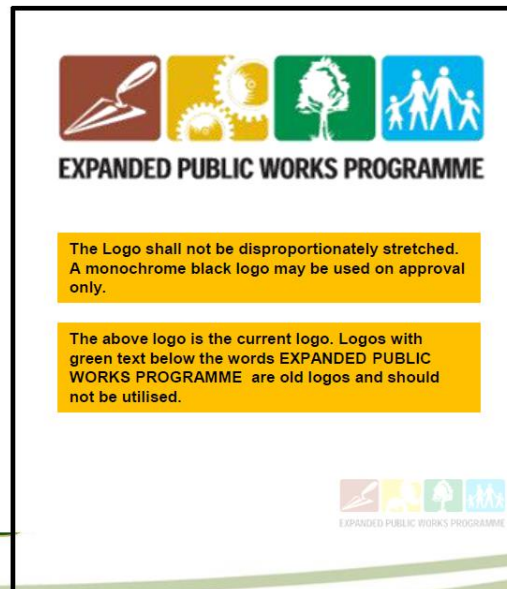 EXPANDED PUBLIC WORKS PROGRAMME
The Logo shall not be disproportionately stretched.
A monochrome black logo may be used on approval
only.
The above logo is the current logo. Logos with
green text below the words EXPANDED PUBLIC
WORKS PROGRAMME are old logos and should
not be utilised.
EXPANDED PUBLIC WORKS PROGRAMME